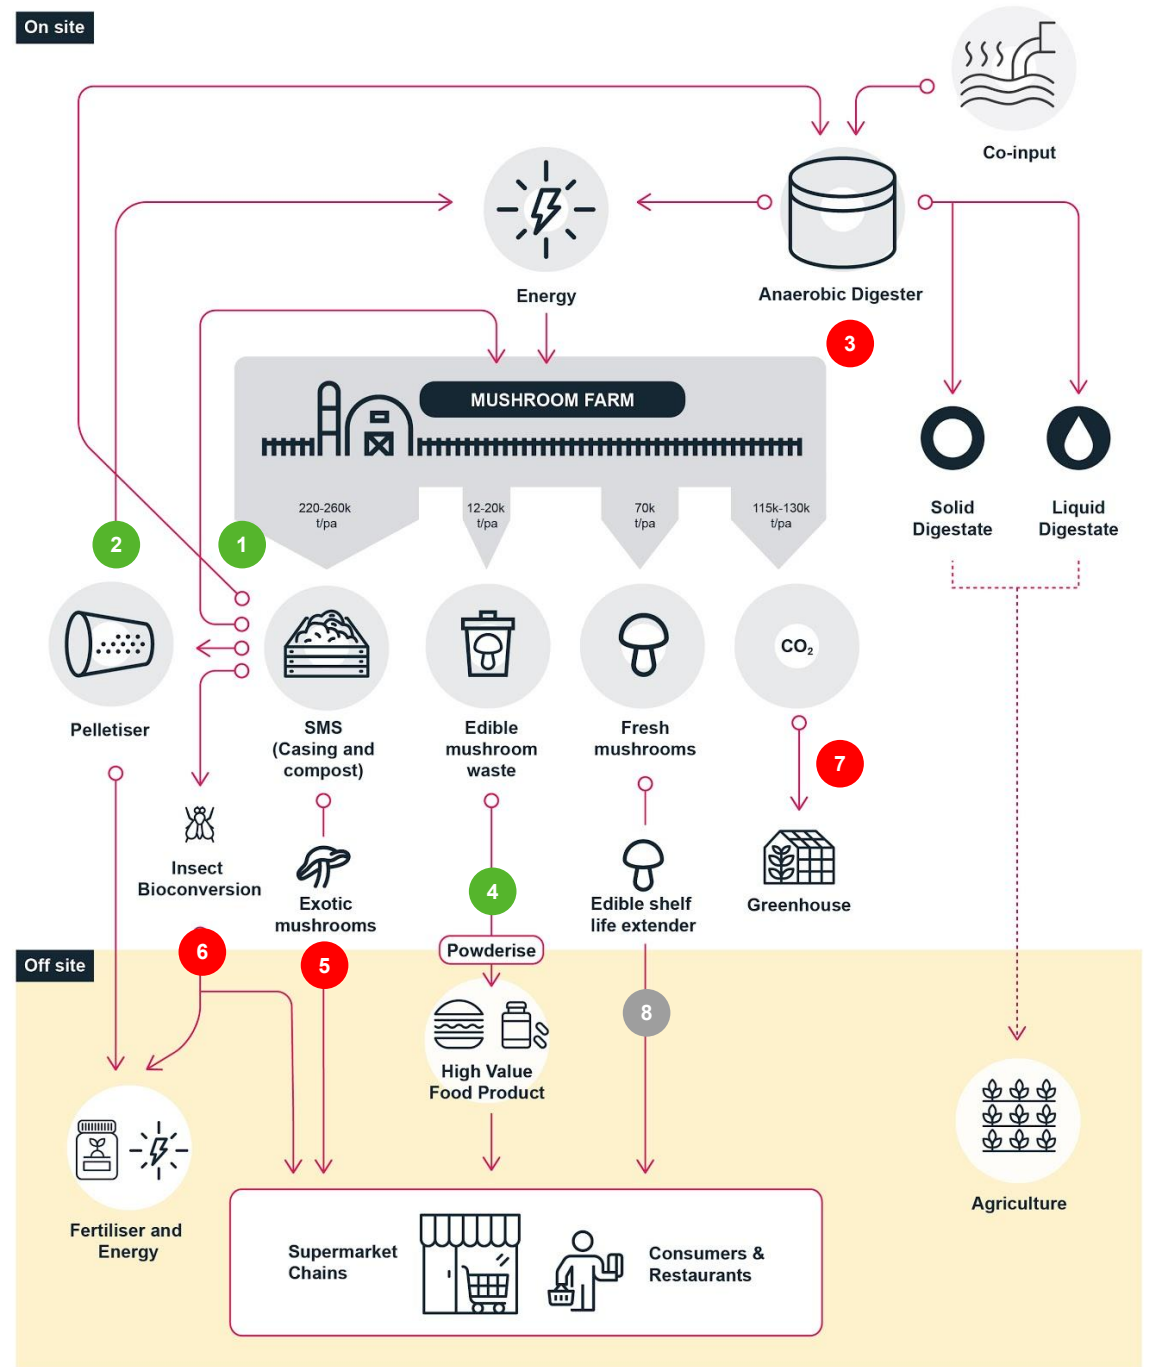 On site
Co-input
Energy
Anaerobic Digester
3
MUSHROOM FARM
220-260k
t/pa
12-20k
t/pa
70k
t/pa
115k-130k
t/pa
Solid
Digestate
Liquid
Digestate
2
1
CO₂
Pelletiser
SMS
(Casing and
compost)
Edible
mushroom
waste
Fresh
mushrooms
7
Insect
Bioconversion
Exotic
mushrooms
4
Edible shelf
life extender
Greenhouse
6
5
Powderise
Off site
8
High Value
Food Product
Agriculture
Fertiliser and
Energy
Supermarket
Chains
Consumers &
Restaurants